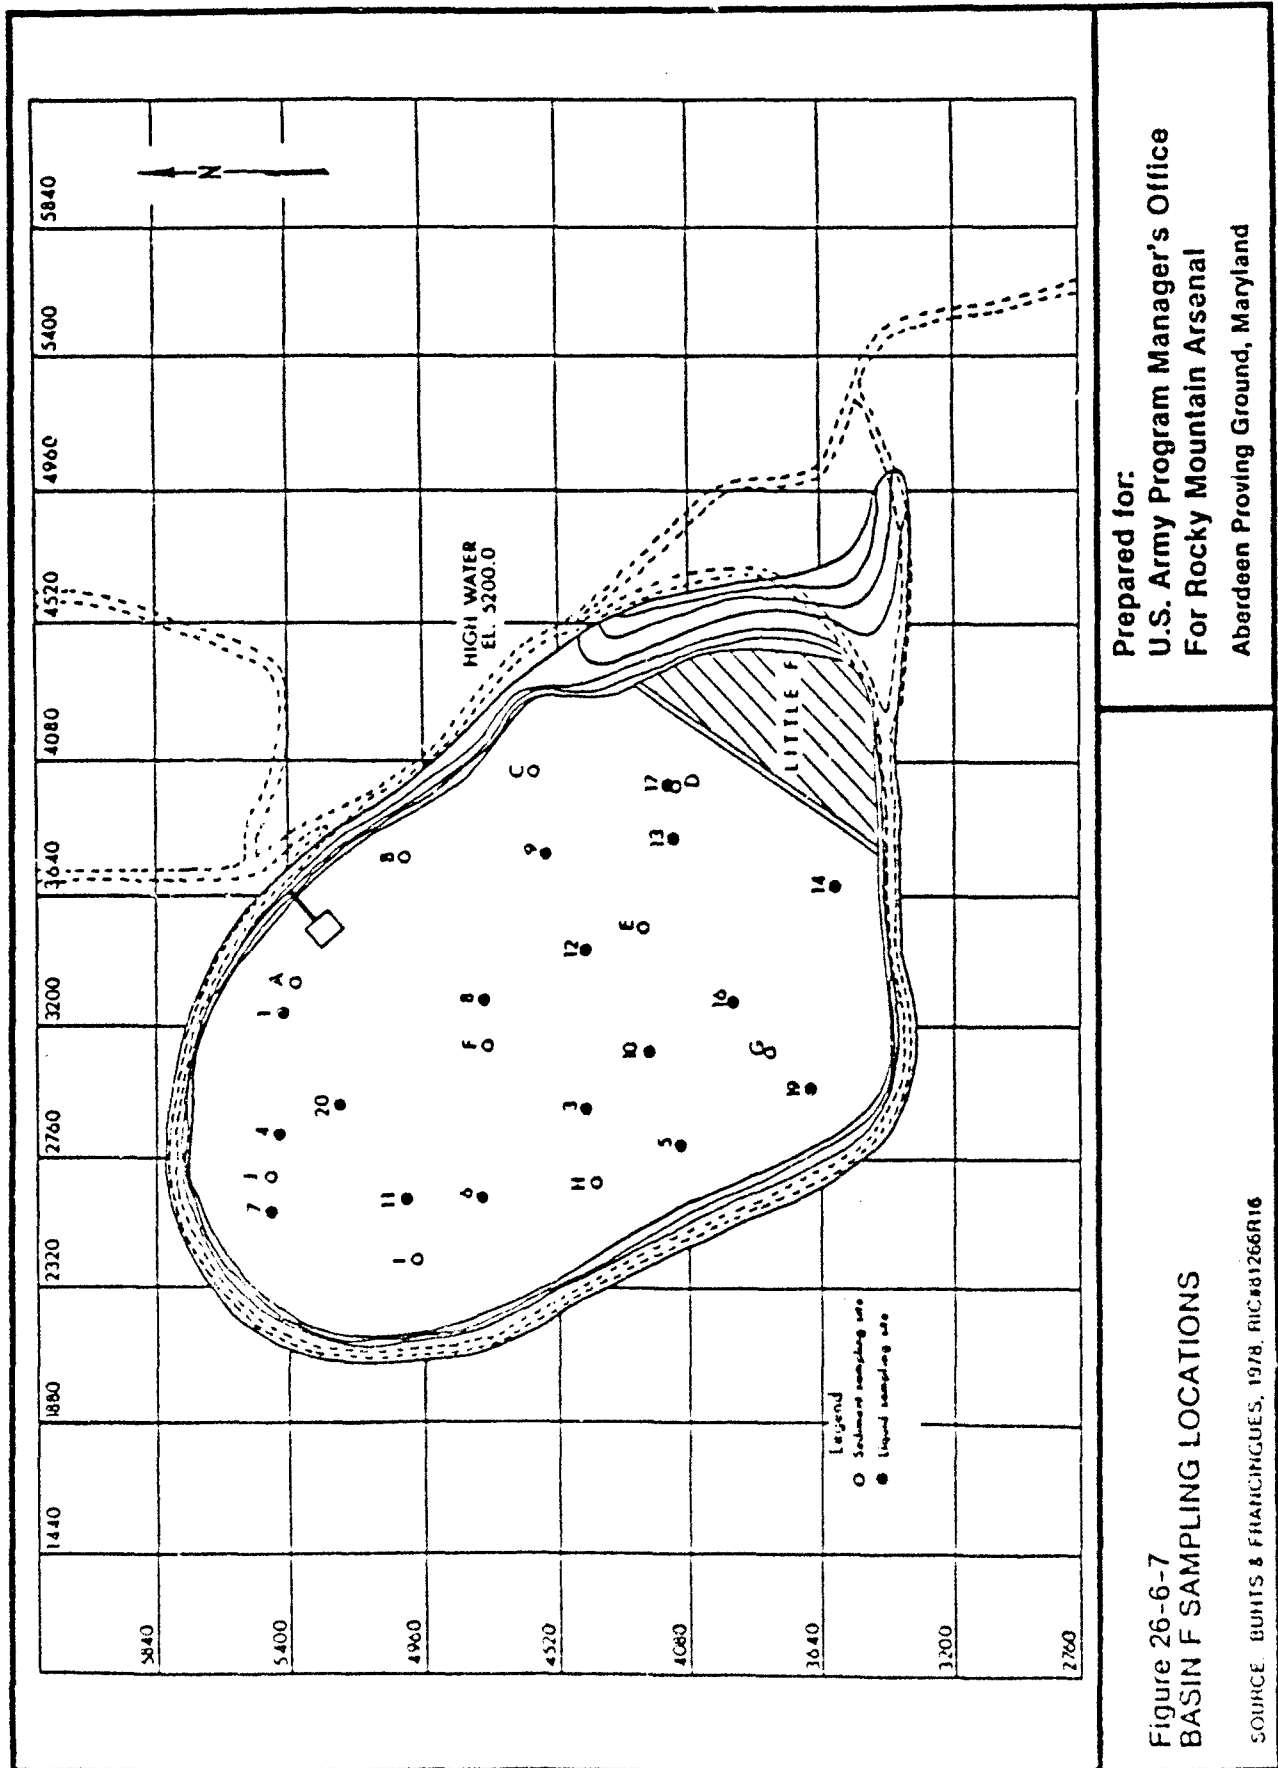 1440
1880
2320
2760
3200
3640
4080
4520
4960
5400
5840
5840
5400
4960
4520
4080
3640
3200
2760
N
HIGH WATER
EL. 5200.0
LITTLE F
7
J
4
1
A
20
I
11
B
6
F
8
C
9
H
3
12
E
5
10
13
17
D
16
G
19
14
Legend
O Sediment sampling site
● Liquid sampling site
Figure 26-6-7
BASIN F SAMPLING LOCATIONS
SOURCE: BUHTS & FRANCINGUES, 1978, RIC#81266R16
Prepared for:
U.S. Army Program Manager's Office
For Rocky Mountain Arsenal
Aberdeen Proving Ground, Maryland